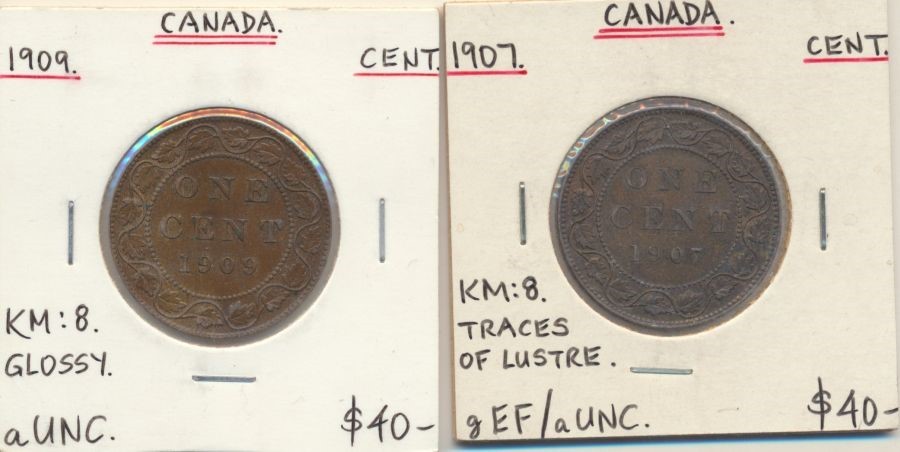 CANADA.
1909. CENT.
ONE
CENT
1909
KM:8.
GLOSSY.
aUNC. $40-
CANADA.
1907. CENT.
ONE
CENT
1907
KM:8.
TRACES
OF LUSTRE.
gEF/aUNC. $40-